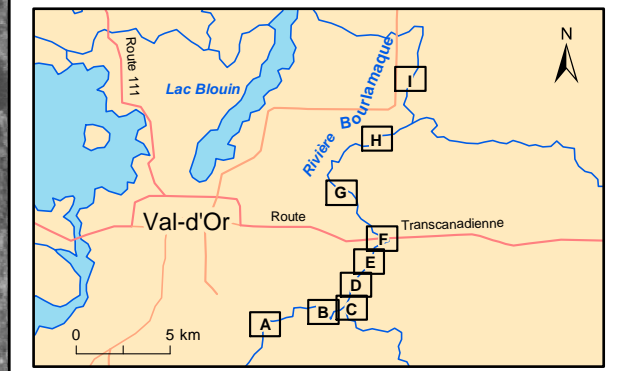 N
Route 111
Lac Blouin
Rivière Bourlamaque
I
H
G
Val-d'Or
Route Transcanadienne
F
E
D
C
B
A
0 5 km